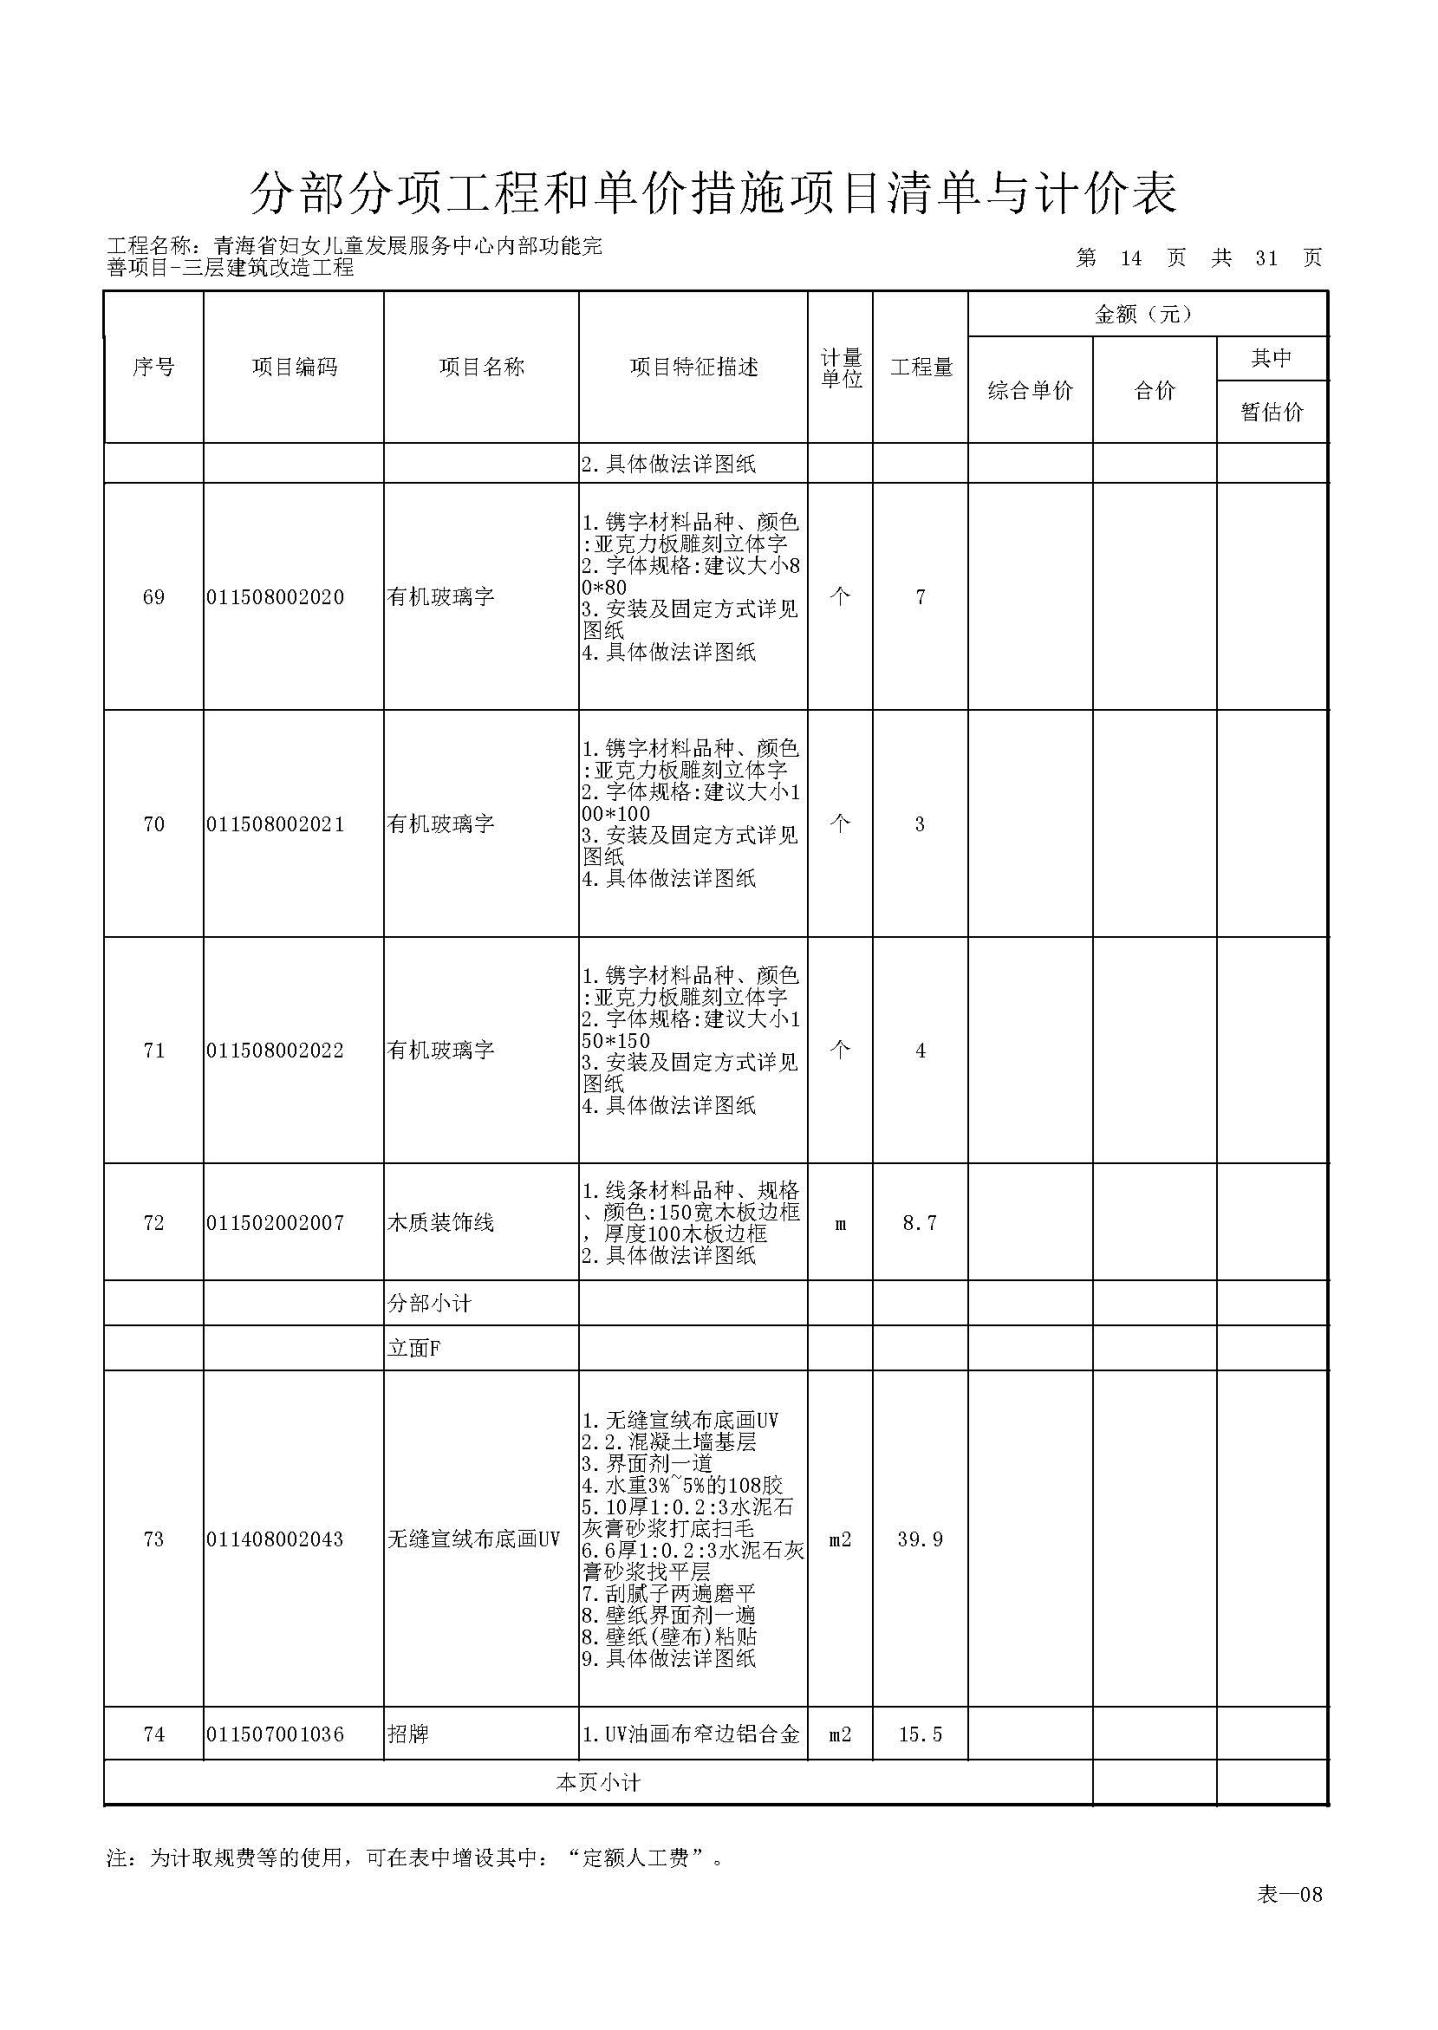 分部分项工程和单价措施项目清单与计价表
工程名称：青海省妇女儿童发展服务中心内部功能完
善项目-三层建筑改造工程
第 14 页 共 31 页
序号 项目编码 项目名称 项目特征描述 计量单位 工程量 金额（元）
综合单价 合价 其中
暂估价
2.具体做法详图纸
69 011508002020 有机玻璃字
1.镌字材料品种、颜色
:亚克力板雕刻立体字
2.字体规格:建议大小8
0*80
3.安装及固定方式详见
图纸
4.具体做法详图纸
个 7
70 011508002021 有机玻璃字
1.镌字材料品种、颜色
:亚克力板雕刻立体字
2.字体规格:建议大小1
00*100
3.安装及固定方式详见
图纸
4.具体做法详图纸
个 3
71 011508002022 有机玻璃字
1.镌字材料品种、颜色
:亚克力板雕刻立体字
2.字体规格:建议大小1
50*150
3.安装及固定方式详见
图纸
4.具体做法详图纸
个 4
72 011502002007 木质装饰线
1.线条材料品种、规格
、颜色:150宽木板边框
，厚度100木板边框
2.具体做法详图纸
m 8.7
分部小计
立面F
73 011408002043 无缝宣绒布底画UV
1.无缝宣绒布底画UV
2.2.混凝土墙基层
3.界面剂一道
4.水重3%~5%的108胶
5.10厚1:0.2:3水泥石
灰膏砂浆打底扫毛
6.6厚1:0.2:3水泥石灰
膏砂浆找平层
7.刮腻子两遍磨平
8.壁纸界面剂一遍
8.壁纸(壁布)粘贴
9.具体做法详图纸
m2 39.9
74 011507001036 招牌 1.UV油画布窄边铝合金 m2 15.5
本页小计
注：为计取规费等的使用，可在表中增设其中：“定额人工费”。
表—08